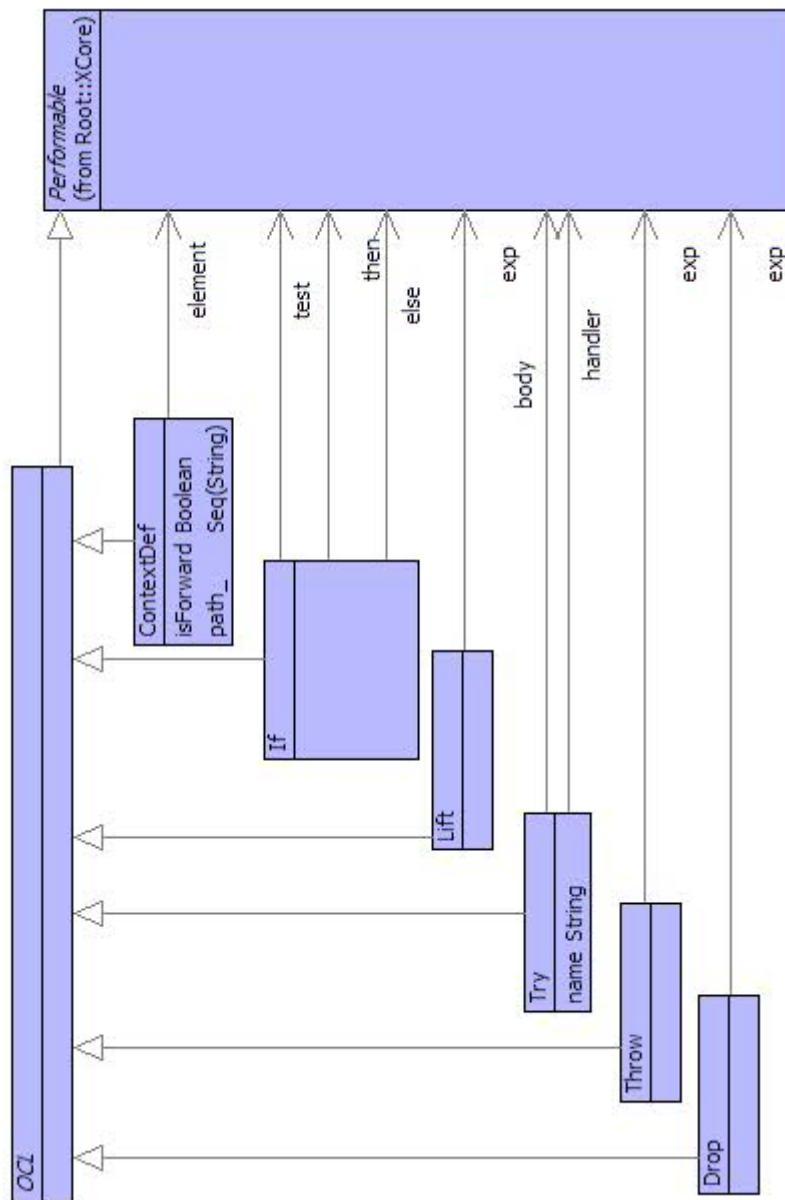 OCL
Performable
(from Root::XCore)
ContextDef
isForward Boolean
path_ Seq(String)
element
If
test
then
else
Lift
exp
Try
name String
body
handler
Throw
exp
Drop
exp